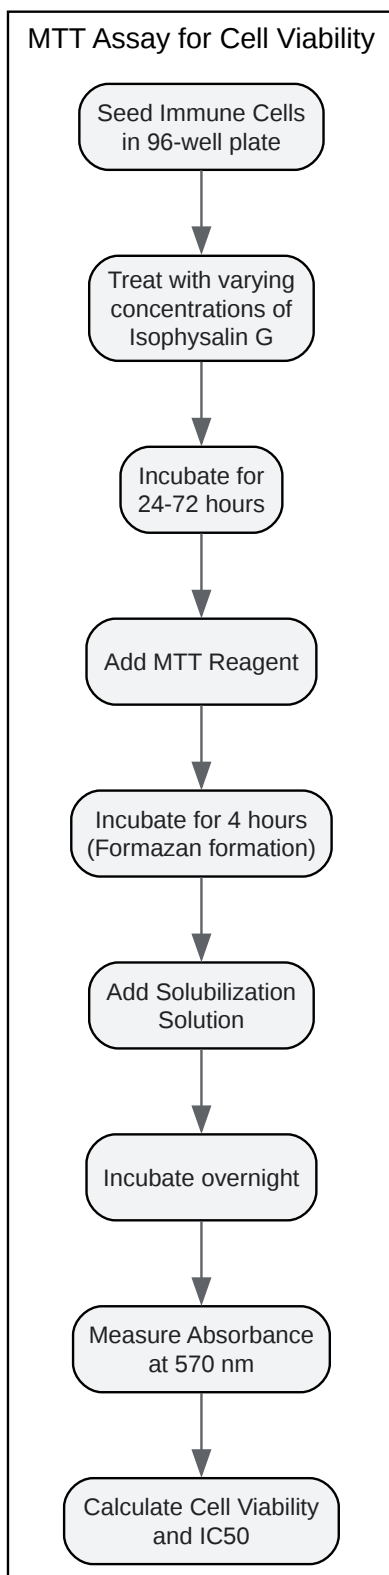 MTT Assay for Cell Viability
Seed Immune Cells
in 96-well plate
Treat with varying
concentrations of
Isophysalin G
Incubate for
24-72 hours
Add MTT Reagent
Incubate for 4 hours
(Formazan formation)
Add Solubilization
Solution
Incubate overnight
Measure Absorbance
at 570 nm
Calculate Cell Viability
and IC50